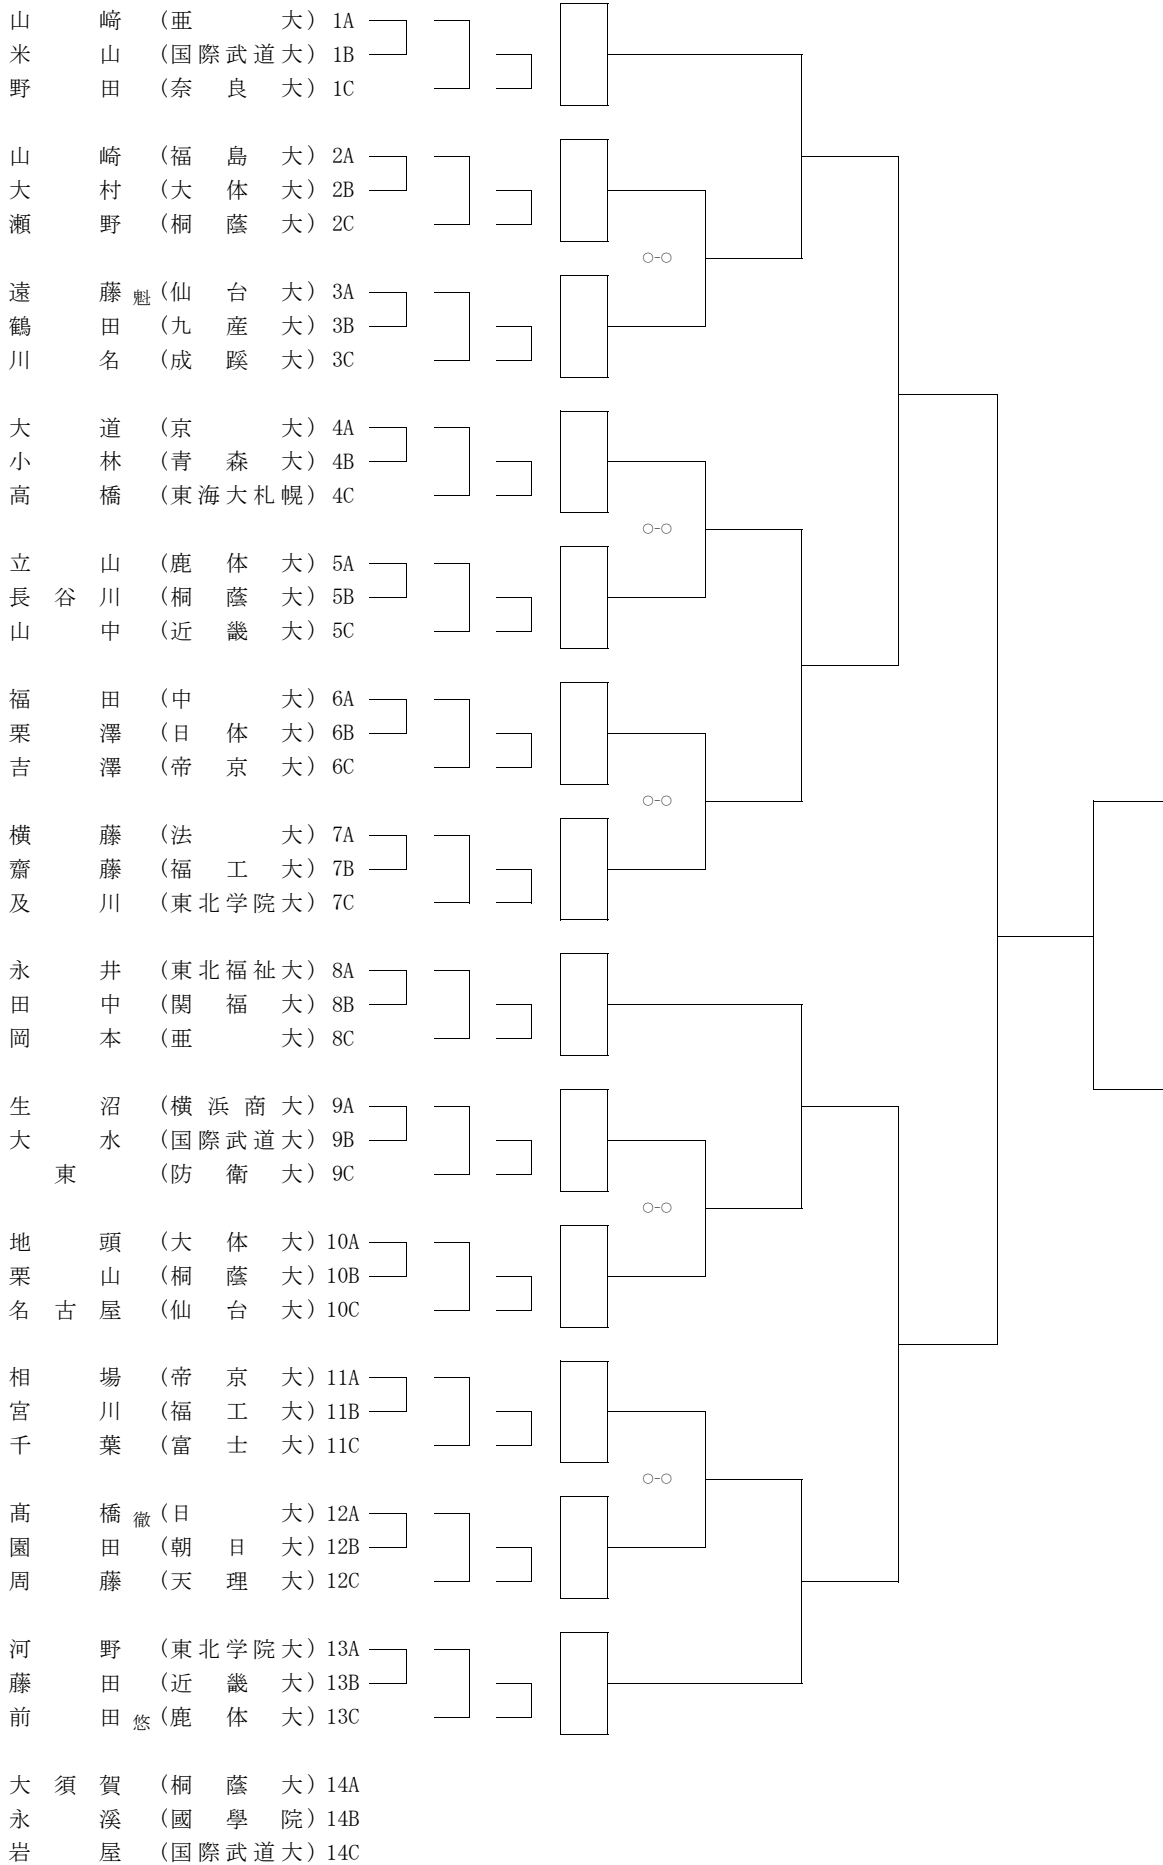 山﨑（亜大）1A
米山（国際武道大）1B
野田（奈良大）1C
山崎（福島大）2A
大村（大体大）2B
瀬野（桐蔭大）2C
○-○
遠藤魁（仙台大）3A
鶴田（九産大）3B
川名（成蹊大）3C
大道（京大）4A
小林（青森大）4B
高橋（東海大札幌）4C
○-○
立山（鹿体大）5A
長谷川（桐蔭大）5B
山中（近畿大）5C
福田（中大）6A
栗澤（日体大）6B
吉澤（帝京大）6C
○-○
横藤（法大）7A
齋藤（福工大）7B
及川（東北学院大）7C
永井（東北福祉大）8A
田中（関福大）8B
岡本（亜大）8C
生沼（横浜商大）9A
大水（国際武道大）9B
東（防衛大）9C
○-○
地頭（大体大）10A
栗山（桐蔭大）10B
名古屋（仙台大）10C
相場（帝京大）11A
宮川（福工大）11B
千葉（富士大）11C
○-○
髙橋徹（日大）12A
園田（朝日大）12B
周藤（天理大）12C
河野（東北学院大）13A
藤田（近畿大）13B
前田悠（鹿体大）13C
大須賀（桐蔭大）14A
永溪（國學院）14B
岩屋（国際武道大）14C